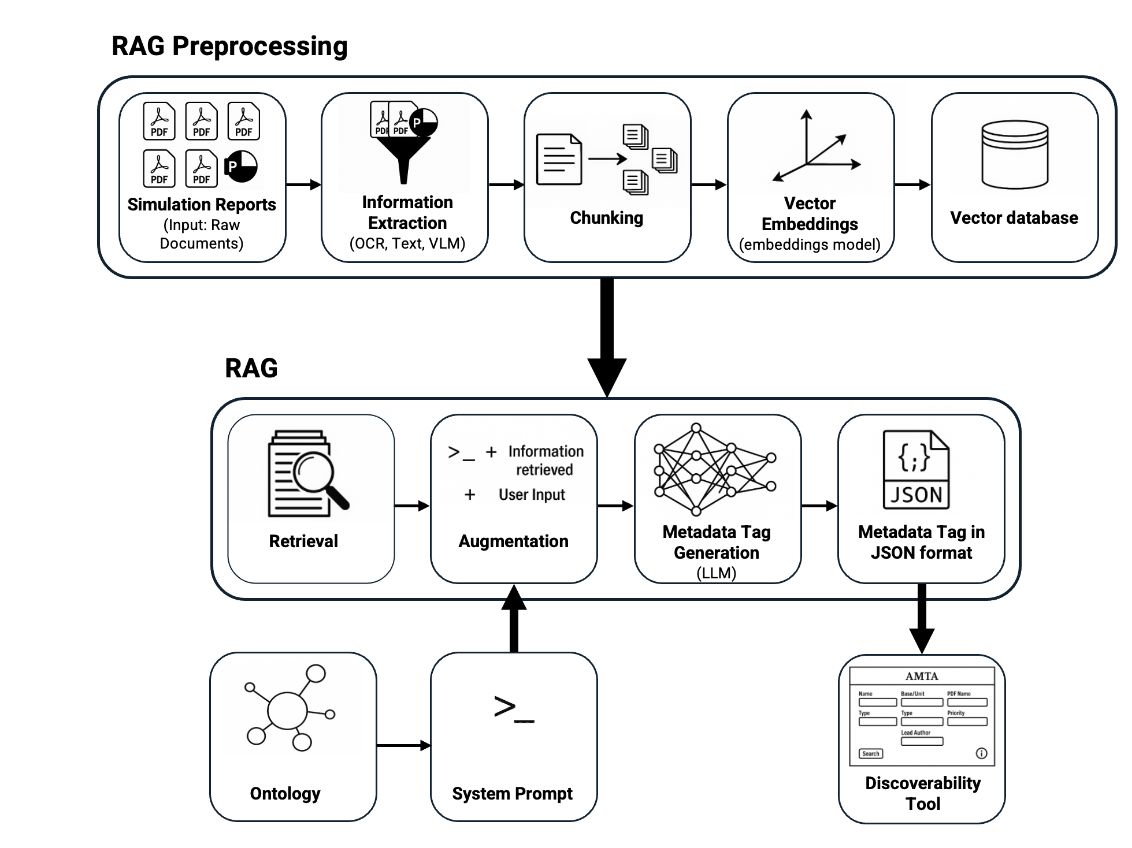 RAG Preprocessing
PDF PDF PDF
PDF PDF P
Simulation Reports
(Input: Raw
Documents)
PDF PDF P
Information
Extraction
(OCR, Text, VLM)
Chunking
Vector
Embeddings
(embeddings model)
Vector database
RAG
Retrieval
>_ + Information
retrieved
+ User Input
Augmentation
Metadata Tag
Generation
(LLM)
{;}
JSON
Metadata Tag in
JSON format
Ontology
>_
System Prompt
AMTA
Name Base/Unit PDF Name
Type Type Priority
Lead Author
Search i
Discoverability
Tool